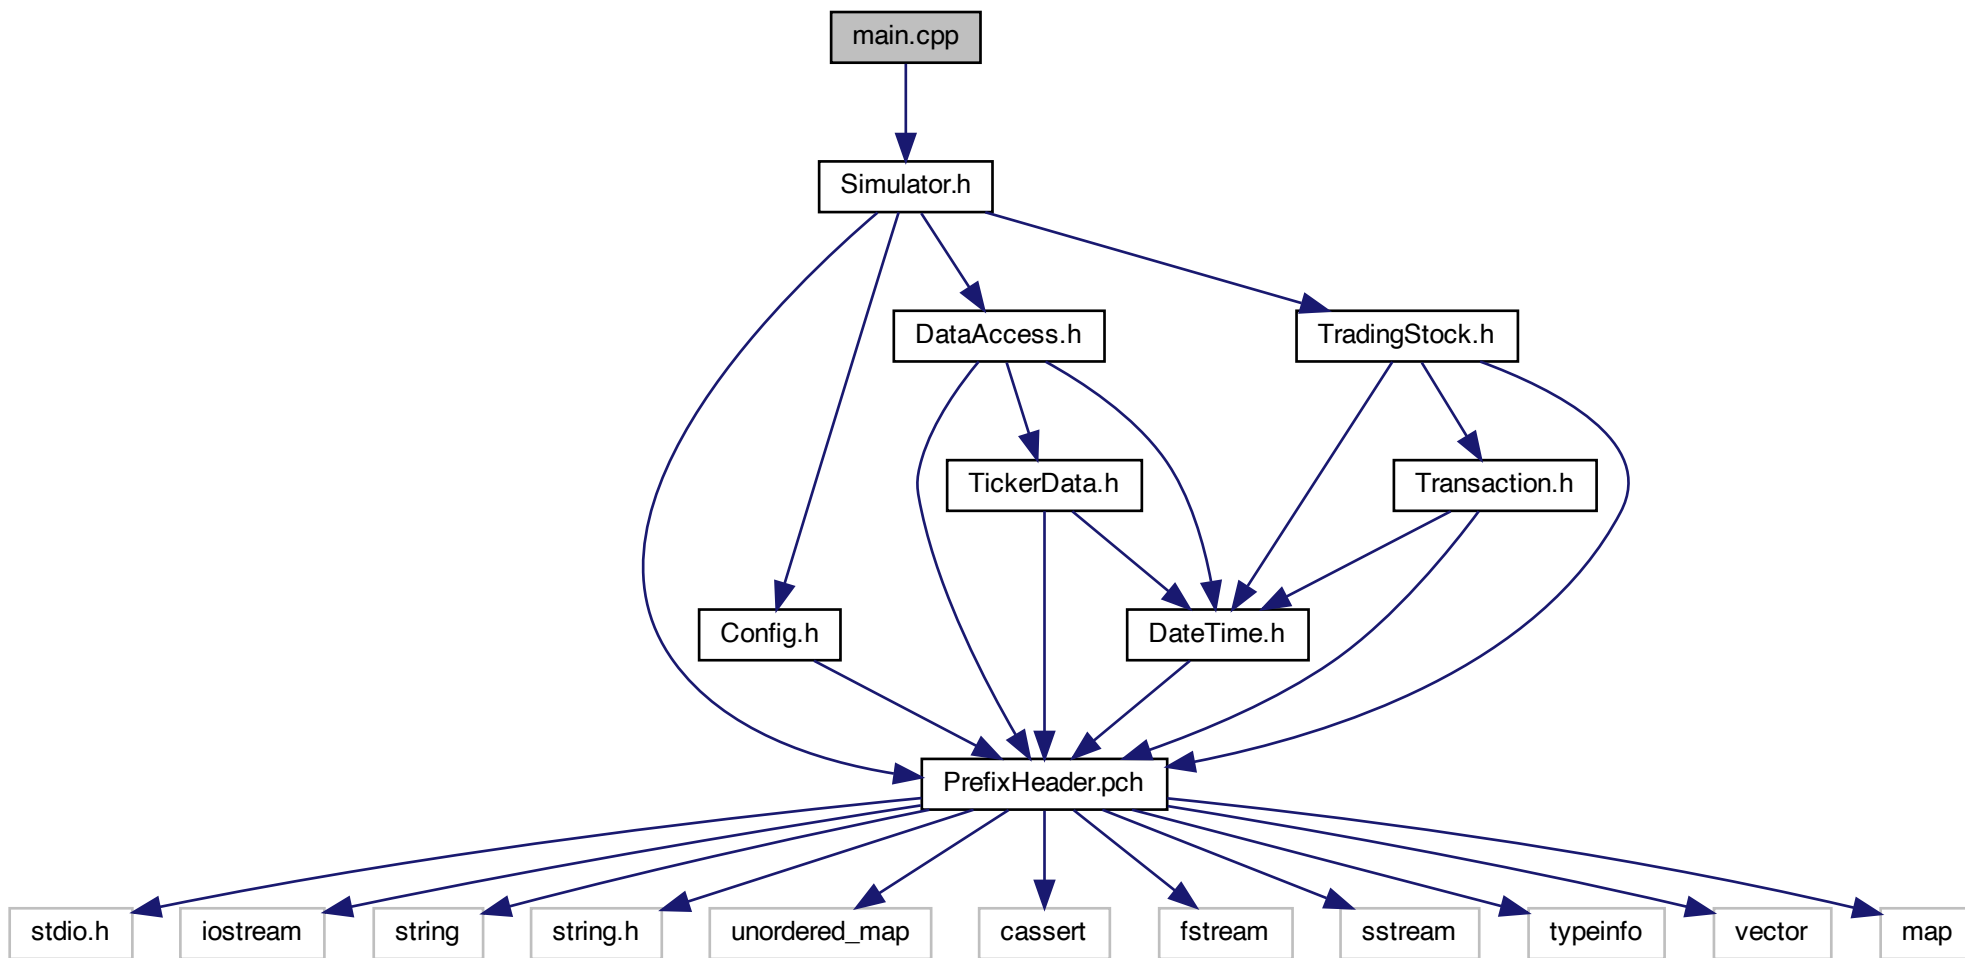 main.cpp
Simulator.h
DataAccess.h
TradingStock.h
TickerData.h
Transaction.h
Config.h
DateTime.h
PrefixHeader.pch
stdio.h
iostream
string
string.h
unordered_map
cassert
fstream
sstream
typeinfo
vector
map